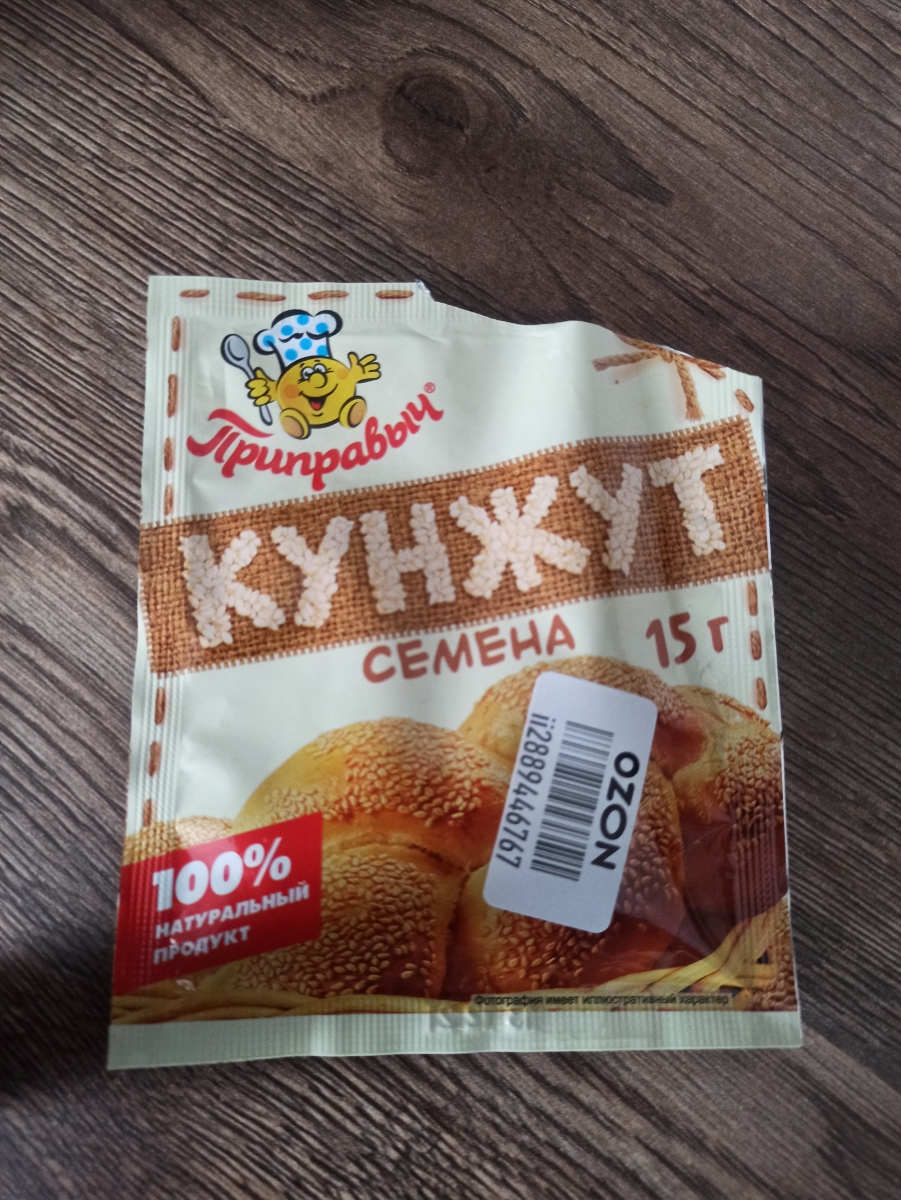 Приправыч®
КУНЖУТ
СЕМЕНА
15 г
OZON
ii2889446767
100%
НАТУРАЛЬНЫЙ
ПРОДУКТ
Фотография имеет иллюстративный характер